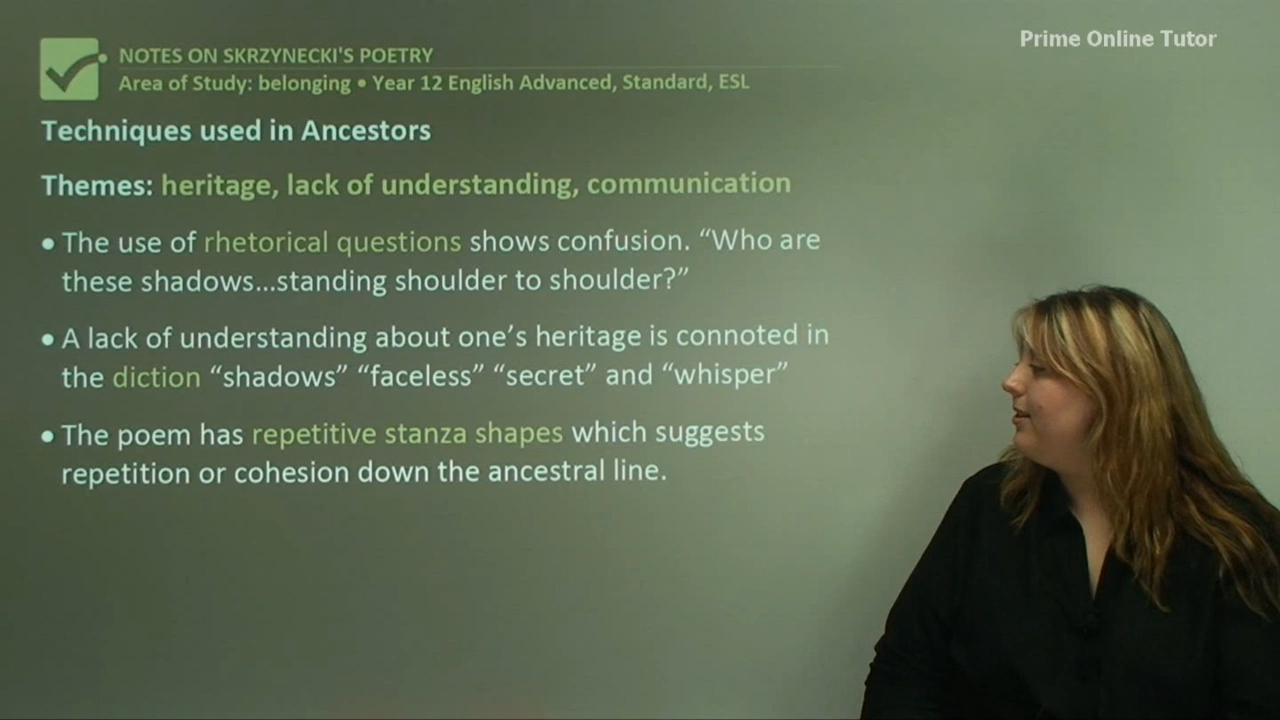 Prime Online Tutor
NOTES ON SKRZYNECKI'S POETRY
Area of Study: belonging • Year 12 English Advanced, Standard, ESL
Techniques used in Ancestors
Themes: heritage, lack of understanding, communication
• The use of rhetorical questions shows confusion. “Who are
these shadows...standing shoulder to shoulder?”
• A lack of understanding about one’s heritage is connoted in
the diction “shadows” “faceless” “secret” and “whisper”
• The poem has repetitive stanza shapes which suggests
repetition or cohesion down the ancestral line.